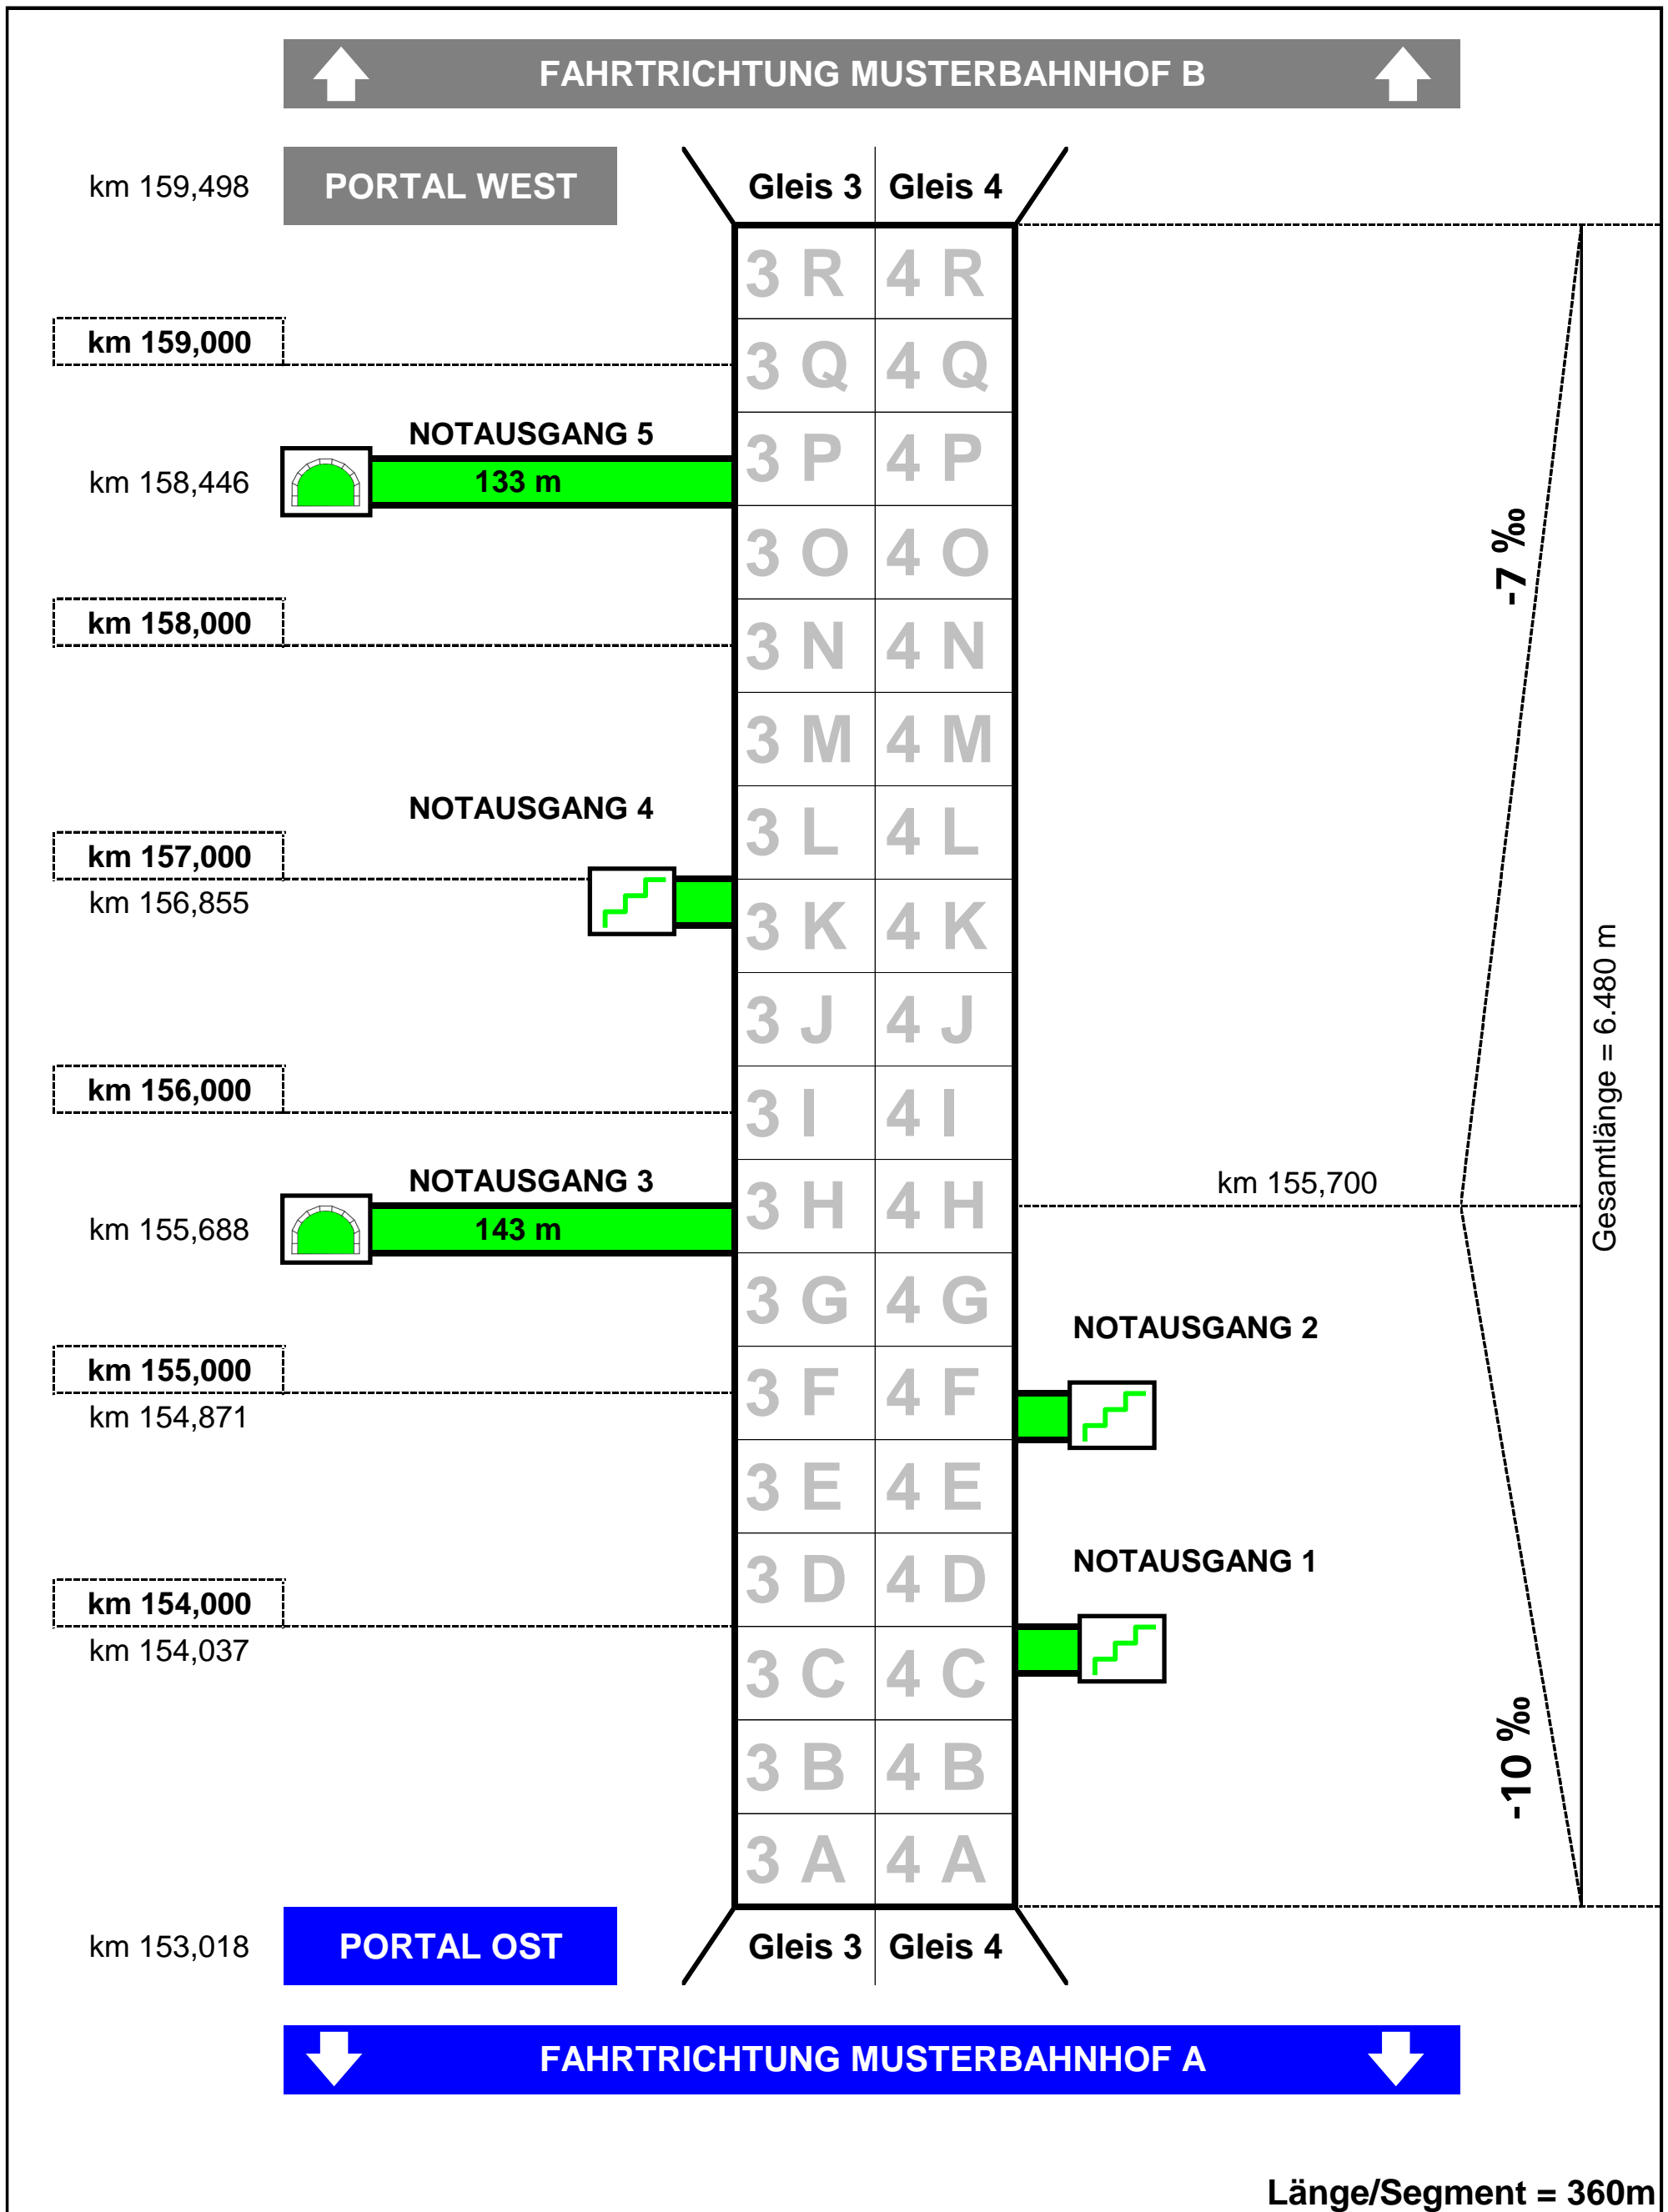 FAHRTRICHTUNG MUSTERBAHNHOF B
km 159,498 PORTAL WEST Gleis 3 Gleis 4
3 R 4 R
km 159,000
3 Q 4 Q
NOTAUSGANG 5
km 158,446 133 m
3 P 4 P
3 O 4 O
-7 ‰
km 158,000
3 N 4 N
3 M 4 M
NOTAUSGANG 4
3 L 4 L
km 157,000
km 156,855
3 K 4 K
3 J 4 J
Gesamtlänge = 6.480 m
km 156,000
3 I 4 I
NOTAUSGANG 3
km 155,700
3 H 4 H
km 155,688 143 m
3 G 4 G
NOTAUSGANG 2
km 155,000
3 F 4 F
km 154,871
3 E 4 E
NOTAUSGANG 1
3 D 4 D
km 154,000
km 154,037
3 C 4 C
3 B 4 B
-10 ‰
3 A 4 A
km 153,018 PORTAL OST Gleis 3 Gleis 4
FAHRTRICHTUNG MUSTERBAHNHOF A
Länge/Segment = 360m